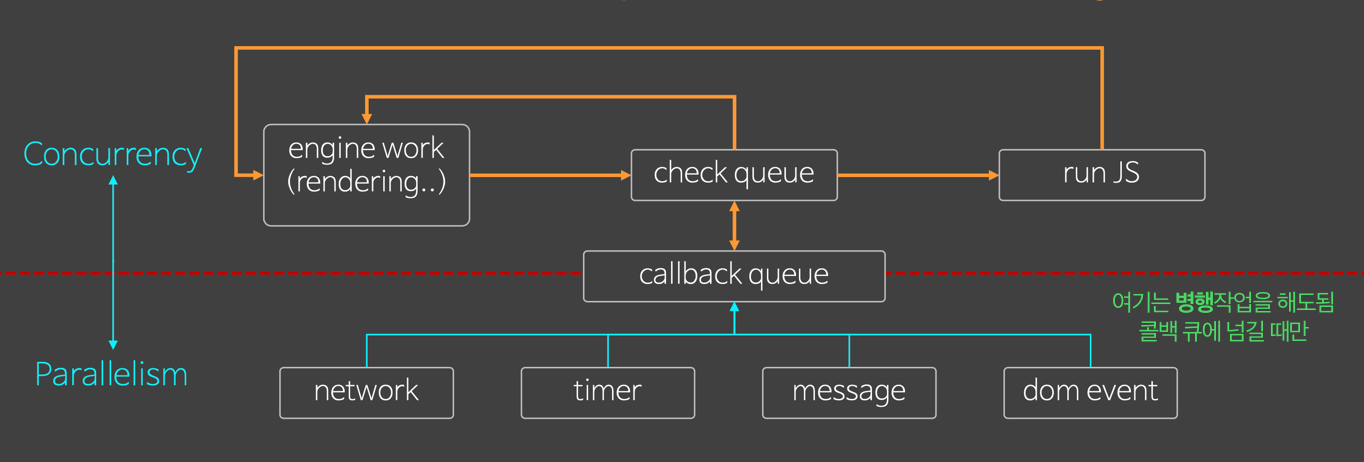 Concurrency
engine work
(rendering..)
check queue
run JS
callback queue
여기는 병행작업을 해도됨
콜백 큐에 넘길 때만
Parallelism
network
timer
message
dom event